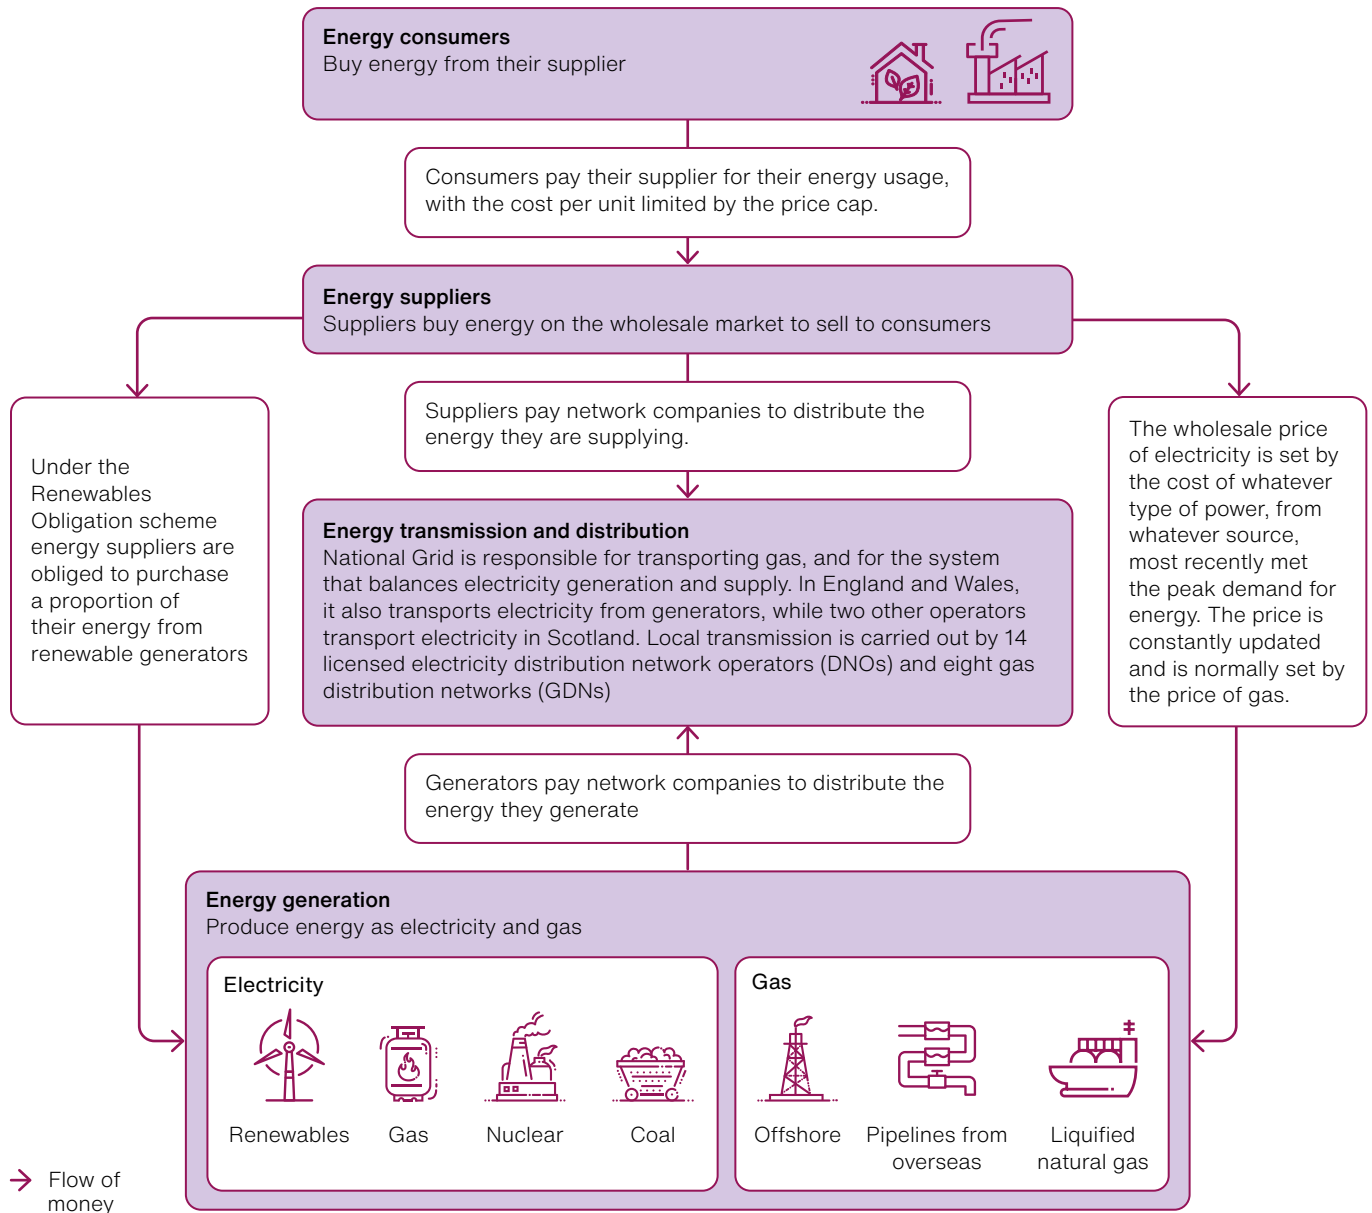 Energy consumers
Buy energy from their supplier
Consumers pay their supplier for their energy usage,
with the cost per unit limited by the price cap.
Energy suppliers
Suppliers buy energy on the wholesale market to sell to consumers
Under the
Renewables
Obligation scheme
energy suppliers are
obliged to purchase
a proportion of
their energy from
renewable generators
Suppliers pay network companies to distribute the
energy they are supplying.
The wholesale price
of electricity is set by
the cost of whatever
type of power, from
whatever source,
most recently met
the peak demand for
energy. The price is
constantly updated
and is normally set by
the price of gas.
Energy transmission and distribution
National Grid is responsible for transporting gas, and for the system
that balances electricity generation and supply. In England and Wales,
it also transports electricity from generators, while two other operators
transport electricity in Scotland. Local transmission is carried out by 14
licensed electricity distribution network operators (DNOs) and eight gas
distribution networks (GDNs)
Generators pay network companies to distribute the
energy they generate
Energy generation
Produce energy as electricity and gas
Electricity
Renewables
Gas
Nuclear
Coal
Gas
Offshore
Pipelines from
overseas
Liquified
natural gas
Flow of
money